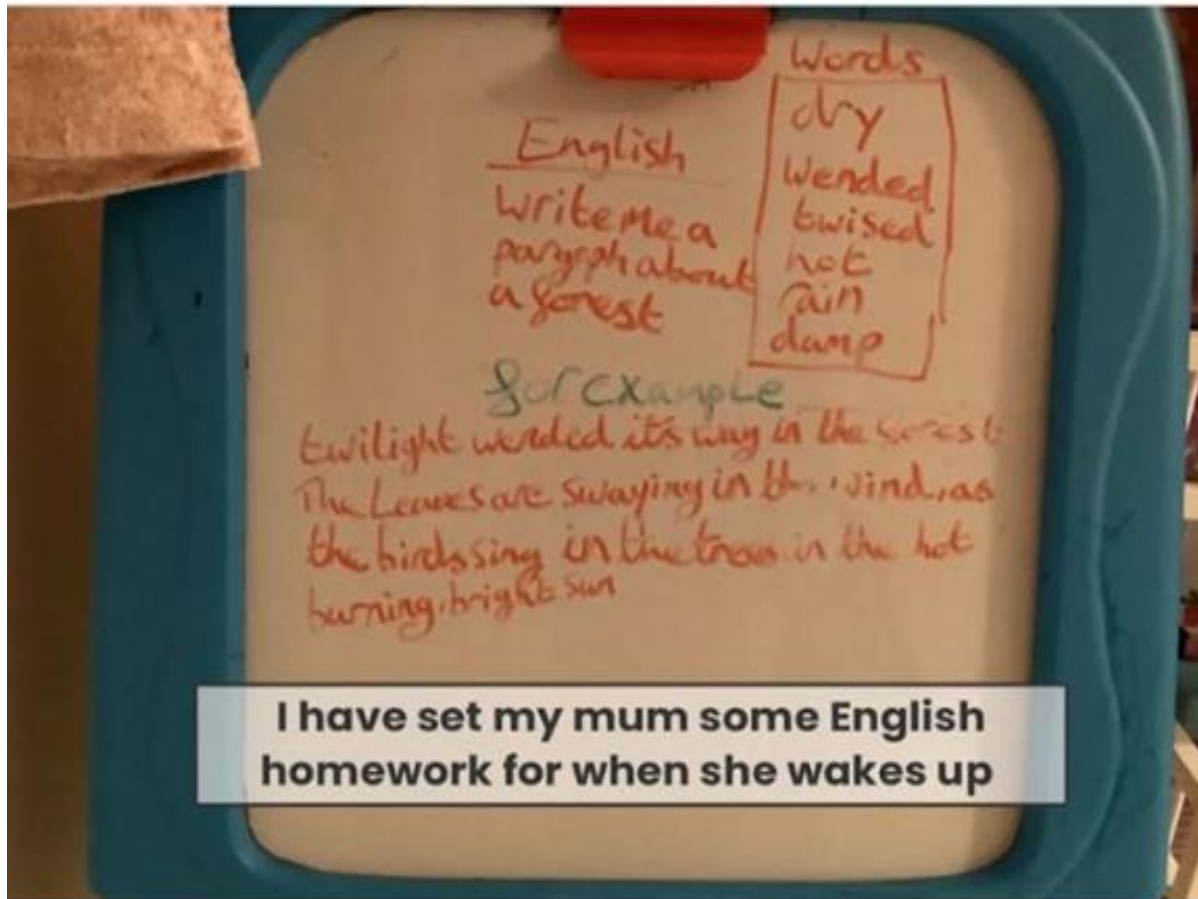 Words
dry
wended
twised
hot
rain
damp
English
Write Me a
pargrph about
a forest
for example
twilight wended it's way in the forest.
The Leaves are swaying in the wind, as
the birds sing in the trees in the hot
burning, bright sun
I have set my mum some English
homework for when she wakes up